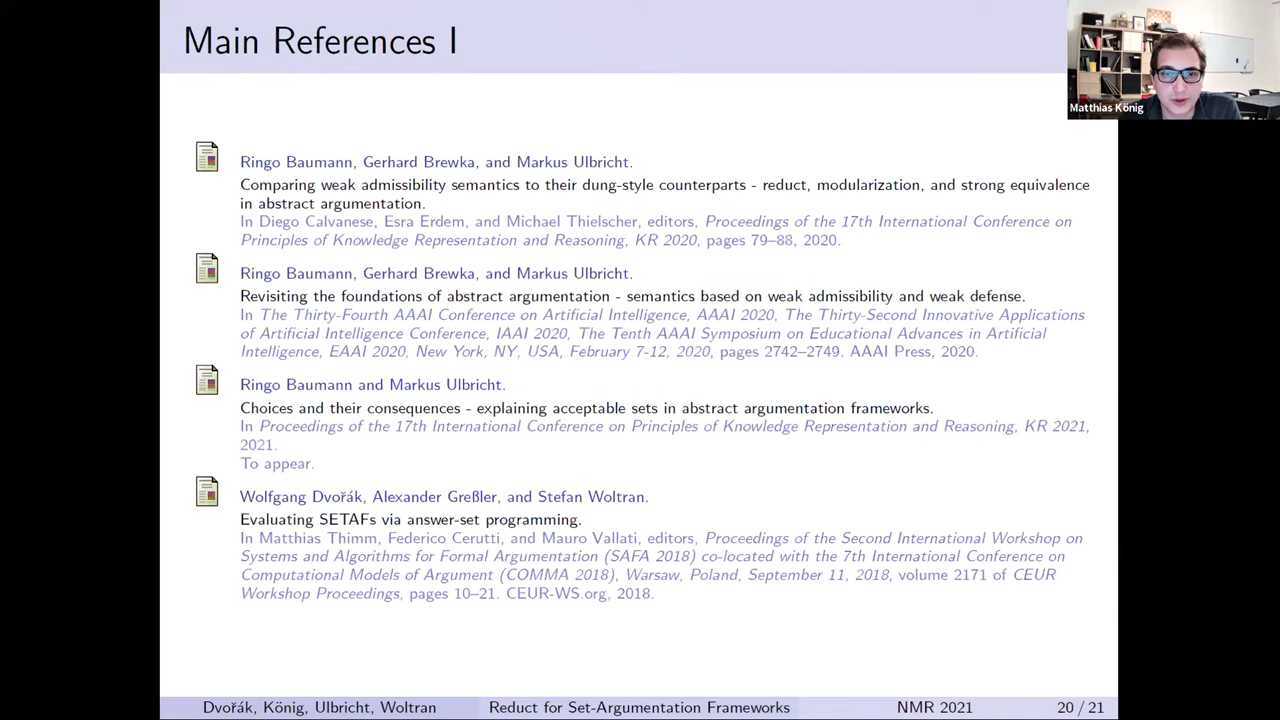 Main References I
Matthias König
Ringo Baumann, Gerhard Brewka, and Markus Ulbricht.
Comparing weak admissibility semantics to their dung-style counterparts - reduct, modularization, and strong equivalence
in abstract argumentation.
In Diego Calvanese, Esra Erdem, and Michael Thielscher, editors, Proceedings of the 17th International Conference on
Principles of Knowledge Representation and Reasoning, KR 2020, pages 79–88, 2020.
Ringo Baumann, Gerhard Brewka, and Markus Ulbricht.
Revisiting the foundations of abstract argumentation - semantics based on weak admissibility and weak defense.
In The Thirty-Fourth AAAI Conference on Artificial Intelligence, AAAI 2020, The Thirty-Second Innovative Applications
of Artificial Intelligence Conference, IAAI 2020, The Tenth AAAI Symposium on Educational Advances in Artificial
Intelligence, EAAI 2020, New York, NY, USA, February 7-12, 2020, pages 2742–2749. AAAI Press, 2020.
Ringo Baumann and Markus Ulbricht.
Choices and their consequences - explaining acceptable sets in abstract argumentation frameworks.
In Proceedings of the 17th International Conference on Principles of Knowledge Representation and Reasoning, KR 2021,
2021.
To appear.
Wolfgang Dvořák, Alexander Greßler, and Stefan Woltran.
Evaluating SETAFs via answer-set programming.
In Matthias Thimm, Federico Cerutti, and Mauro Vallati, editors, Proceedings of the Second International Workshop on
Systems and Algorithms for Formal Argumentation (SAFA 2018) co-located with the 7th International Conference on
Computational Models of Argument (COMMA 2018), Warsaw, Poland, September 11, 2018, volume 2171 of CEUR
Workshop Proceedings, pages 10–21. CEUR-WS.org, 2018.
Dvořák, König, Ulbricht, Woltran Reduct for Set-Argumentation Frameworks NMR 2021 20 / 21